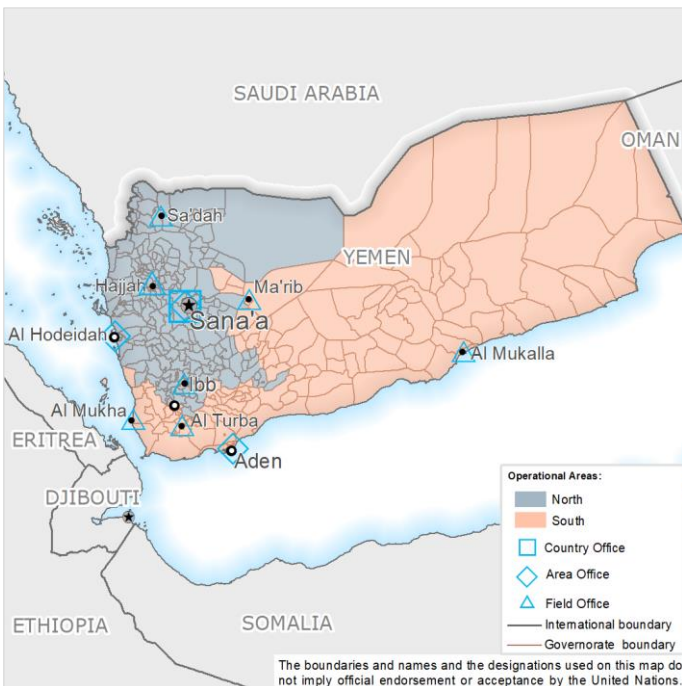 SAUDI ARABIA
OMAN
Sa'dah
YEMEN
Hajjah
Ma'rib
Sana'a
Al Hodeidah
Al Mukalla
Ibb
Al Mukha
Al Turba
ERITREA
Aden
DJIBOUTI
ETHIOPIA
SOMALIA
Operational Areas:
North
South
Country Office
Area Office
Field Office
International boundary
Governorate boundary
The boundaries and names and the designations used on this map do
not imply official endorsement or acceptance by the United Nations.